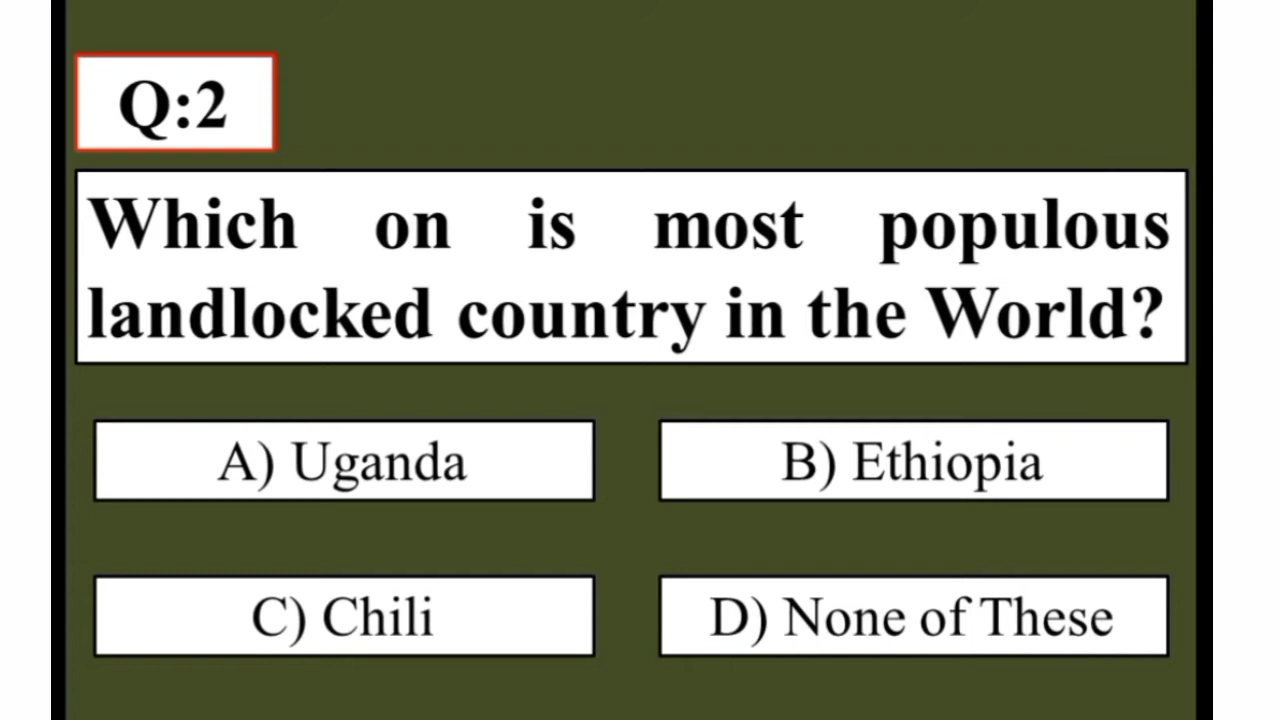 Q:2
Which on is most populous
landlocked country in the World?
A) Uganda
B) Ethiopia
C) Chili
D) None of These